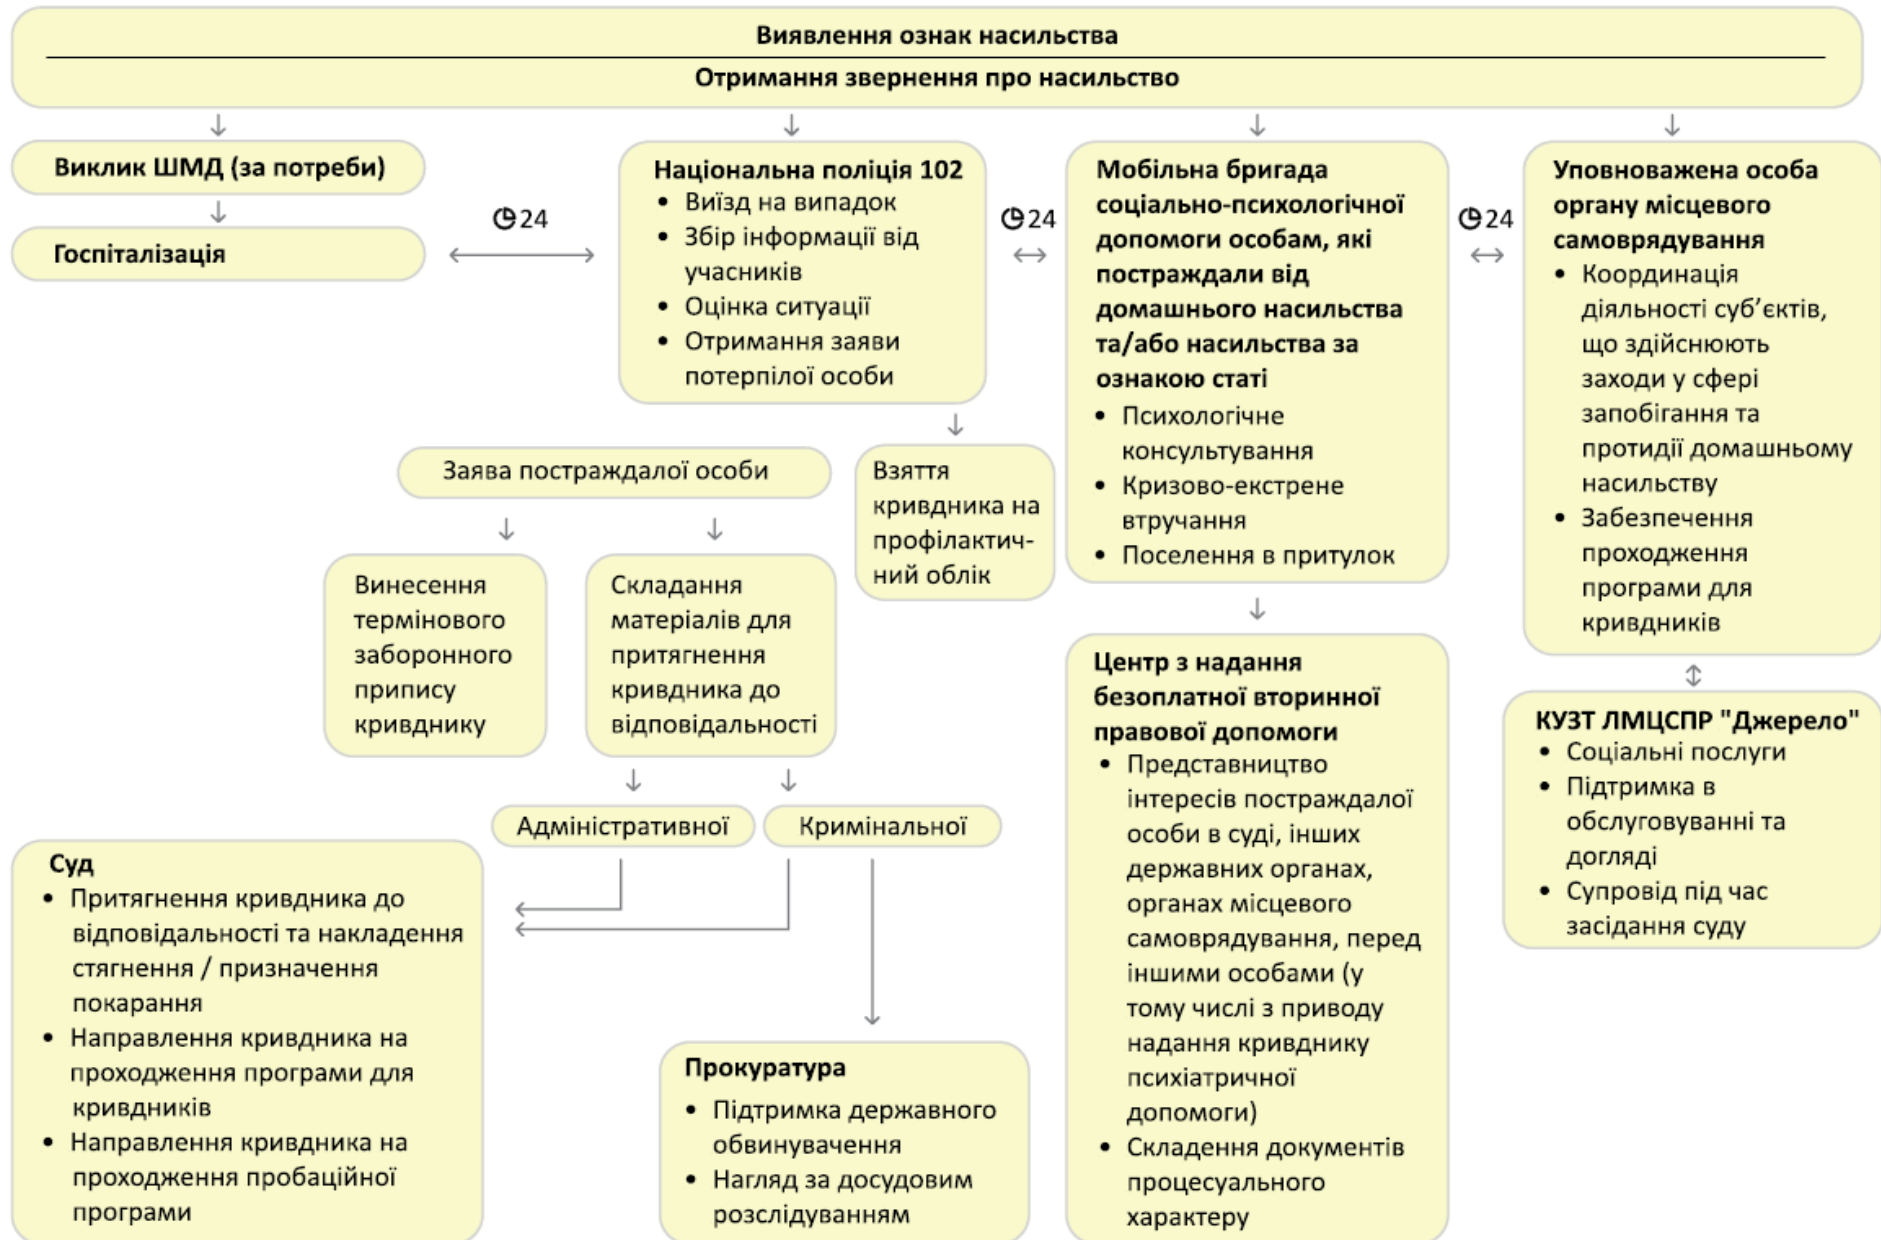 Виявлення ознак насильства
Отримання звернення про насильство
Виклик ШМД (за потреби)
Госпіталізація
24
Національна поліція 102
• Виїзд на випадок
• Збір інформації від
учасників
• Оцінка ситуації
• Отримання заяви
потерпілої особи
24
Мобільна бригада
соціально-психологічної
допомоги особам, які
постраждали від
домашнього насильства
та/або насильства за
ознакою статі
• Психологічне
консультування
• Кризово-екстрене
втручання
• Поселення в притулок
24
Уповноважена особа
органу місцевого
самоврядування
• Координація
діяльності суб’єктів,
що здійснюють
заходи у сфері
запобігання та
протидії домашньому
насильству
• Забезпечення
проходження
програми для
кривдників
Заява постраждалої особи
Взяття
кривдника на
профілактич-
ний облік
Винесення
термінового
заборонного
припису
кривднику
Складання
матеріалів для
притягнення
кривдника до
відповідальності
Адміністративної
Кримінальної
Суд
• Притягнення кривдника до
відповідальності та накладення
стягнення / призначення
покарання
• Направлення кривдника на
проходження програми для
кривдників
• Направлення кривдника на
проходження пробаційної
програми
Прокуратура
• Підтримка державного
обвинувачення
• Нагляд за досудовим
розслідуванням
Центр з надання
безоплатної вторинної
правової допомоги
• Представництво
інтересів постраждалої
особи в суді, інших
державних органах,
органах місцевого
самоврядування, перед
іншими особами (у
тому числі з приводу
надання кривднику
психіатричної
допомоги)
• Складення документів
процесуального
характеру
КУЗТ ЛМЦСПР "Джерело"
• Соціальні послуги
• Підтримка в
обслуговуванні та
догляді
• Супровід під час
засідання суду